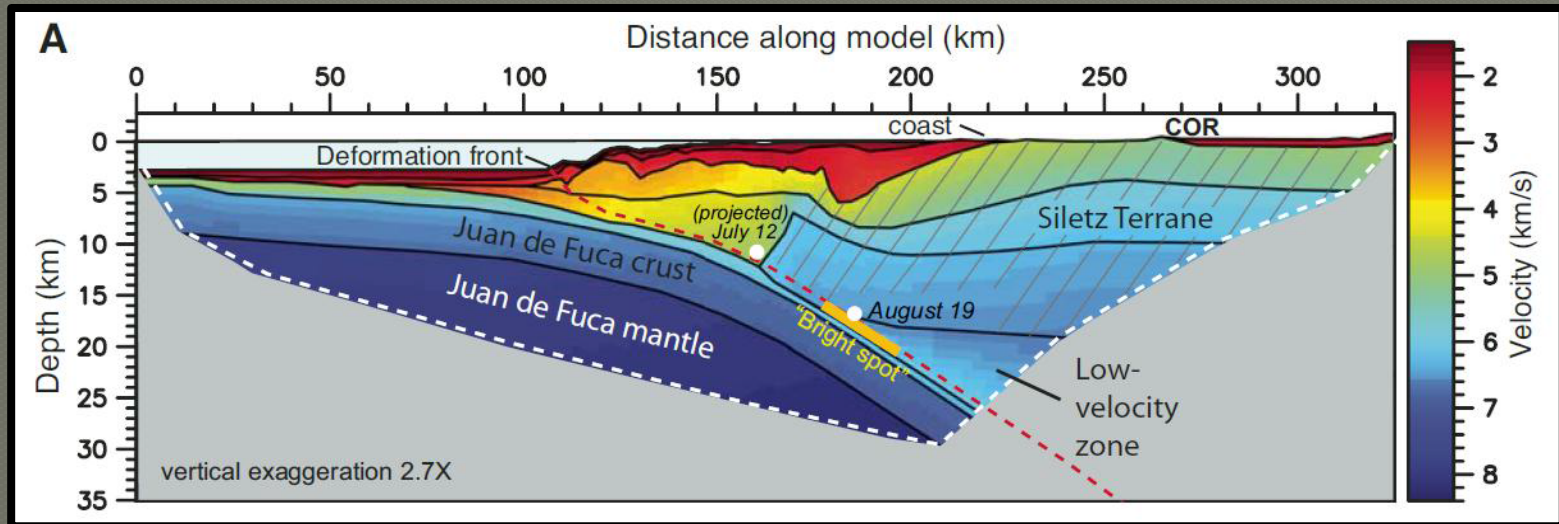 A
Distance along model (km)
0 50 100 150 200 250 300
coast
COR
Deformation front
0
5
10
15
20
25
30
35
Depth (km)
(projected)
July 12
Siletz Terrane
Juan de Fuca crust
Juan de Fuca mantle
August 19
"Bright spot"
Low-
velocity
zone
vertical exaggeration 2.7X
2
3
4
5
6
7
8
Velocity (km/s)